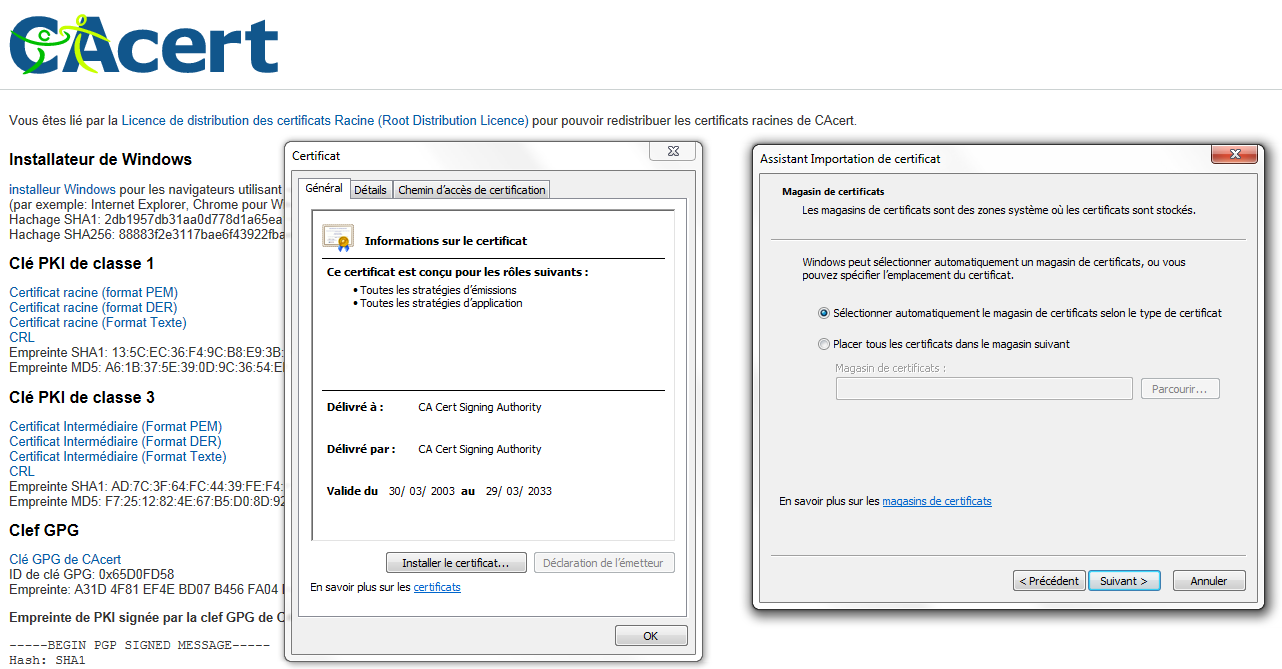 CAcert
Vous êtes lié par la Licence de distribution des certificats Racine (Root Distribution Licence) pour pouvoir redistribuer les certificats racines de CAcert.
Installateur de Windows
installeur Windows pour les navigateurs utilisant
(par exemple: Internet Explorer, Chrome pour
Hachage SHA1: 2db1957db31aa0d778d1a65ea
Hachage SHA256: 88883f2e3117bae6f43922fba
Clé PKI de classe 1
Certificat racine (format PEM)
Certificat racine (format DER)
Certificat racine (Format Texte)
CRL
Empreinte SHA1: 13:5C:EC:36:F4:9C:B8:E9:3B:
Empreinte MD5: A6:1B:37:5E:39:0D:9C:36:54:E
Clé PKI de classe 3
Certificat Intermédiaire (Format PEM)
Certificat Intermédiaire (Format DER)
Certificat Intermédiaire (Format Texte)
CRL
Empreinte SHA1: AD:7C:3F:64:FC:44:39:FE:F4:
Empreinte MD5: F7:25:12:82:4E:67:B5:D0:8D:92
Clef GPG
Clé GPG de CAcert
ID de clé GPG: 0x65D0FD58
Empreinte: A31D 4F81 EF4E BD07 B456 FA04
Empreinte de PKI signée par la clef GPG de C
-----BEGIN PGP SIGNED MESSAGE-----
Hash: SHA1
Certificat
Général
Détails
Chemin d'accès de certification
Informations sur le certificat
Ce certificat est conçu pour les rôles suivants :
• Toutes les stratégies d'émissions
• Toutes les stratégies d'application
Délivré à : CA Cert Signing Authority
Délivré par : CA Cert Signing Authority
Valide du 30/ 03/ 2003 au 29/ 03/ 2033
Installer le certificat...
Déclaration de l'émetteur
En savoir plus sur les certificats
OK
Assistant Importation de certificat
Magasin de certificats
Les magasins de certificats sont des zones système où les certificats sont stockés.
Windows peut sélectionner automatiquement un magasin de certificats, ou vous
pouvez spécifier l'emplacement du certificat.
Sélectionner automatiquement le magasin de certificats selon le type de certificat
Placer tous les certificats dans le magasin suivant
Magasin de certificats :
Parcourir...
En savoir plus sur les magasins de certificats
< Précédent
Suivant >
Annuler